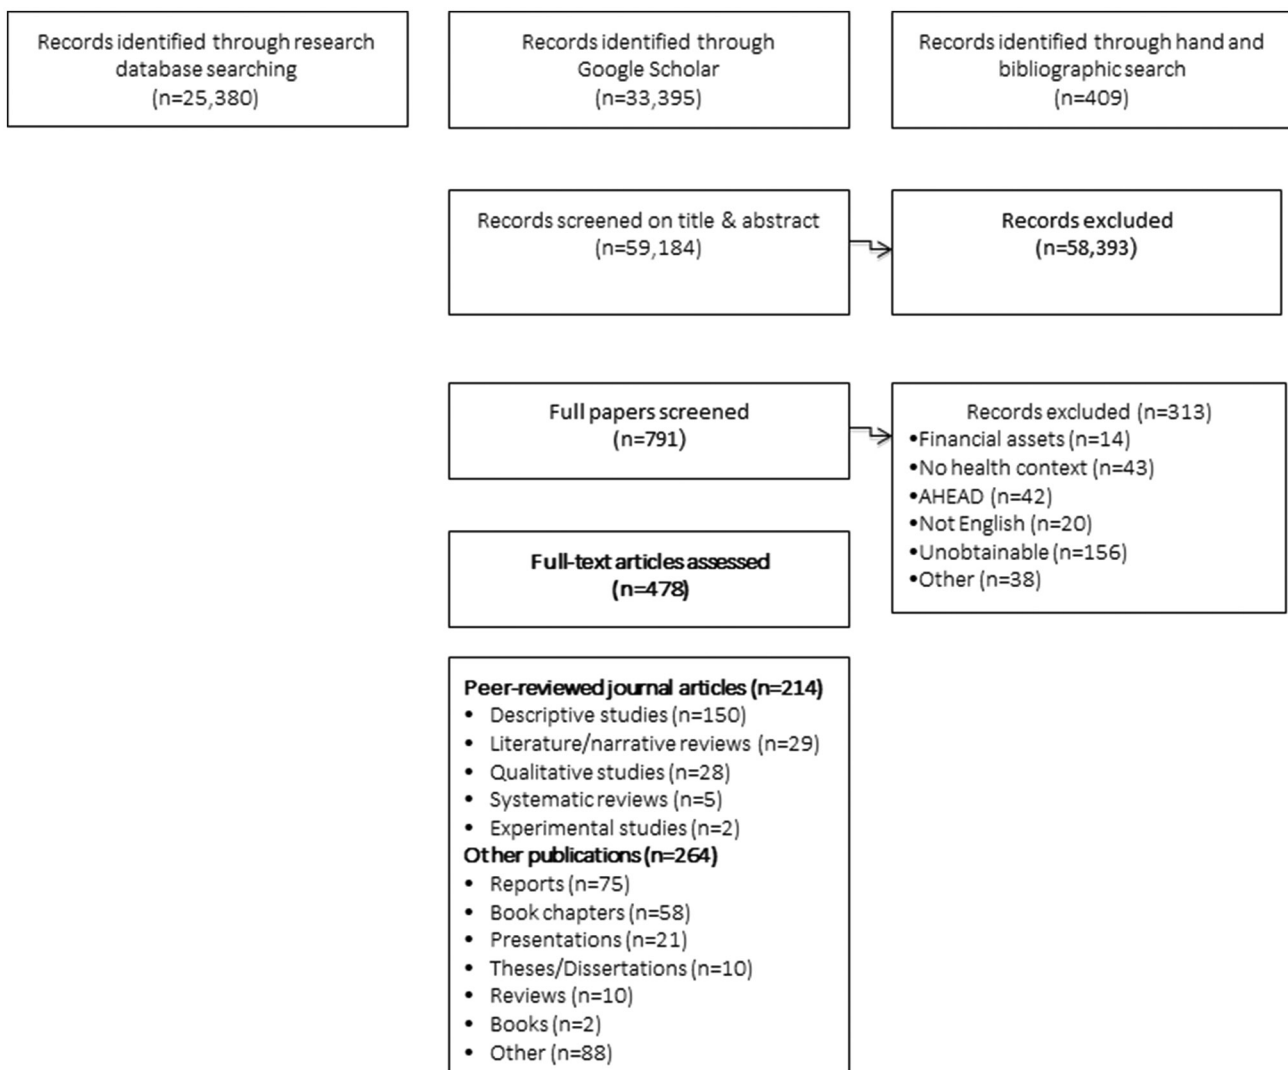 Records identified through research
database searching
(n=25,380)
Records identified through
Google Scholar
(n=33,395)
Records identified through hand and
bibliographic search
(n=409)
Records screened on title & abstract
(n=59,184)
Records excluded
(n=58,393)
Full papers screened
(n=791)
Records excluded (n=313)
•Financial assets (n=14)
•No health context (n=43)
•AHEAD (n=42)
•Not English (n=20)
•Unobtainable (n=156)
•Other (n=38)
Full-text articles assessed
(n=478)
Peer-reviewed journal articles (n=214)
• Descriptive studies (n=150)
• Literature/narrative reviews (n=29)
• Qualitative studies (n=28)
• Systematic reviews (n=5)
• Experimental studies (n=2)
Other publications (n=264)
• Reports (n=75)
• Book chapters (n=58)
• Presentations (n=21)
• Theses/Dissertations (n=10)
• Reviews (n=10)
• Books (n=2)
• Other (n=88)